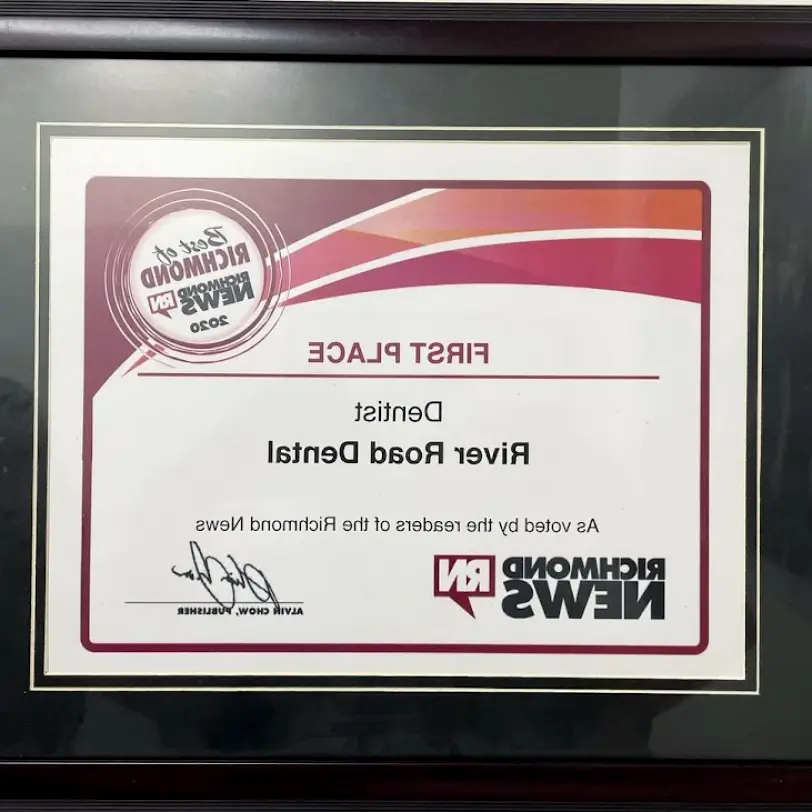 Best of
RICHMOND
RICHMOND
NEWS RN
2020
FIRST PLACE
Dentist
River Road Dental
As voted by the readers of the Richmond News
RICHMOND
NEWS RN
ALVIN CHOW, PUBLISHER